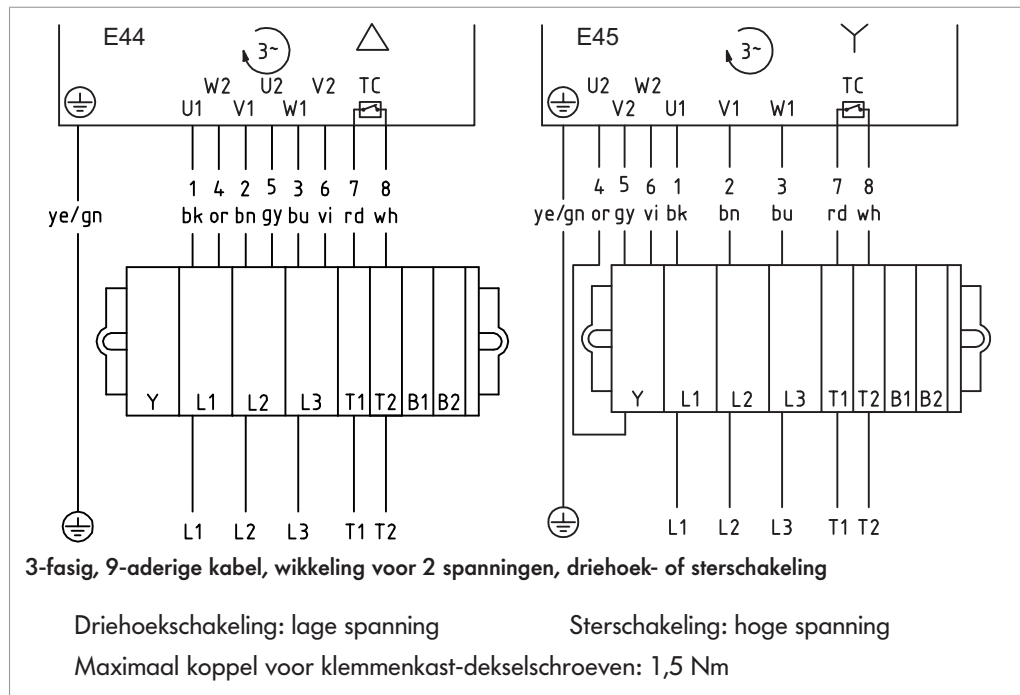 E44 3~ E45 3~
W2 U2 V2 TC U2 W2 TC
U1 V1 W1 V2 U1 V1 W1
1 4 2 5 3 6 7 8 4 5 6 1 2 3 7 8
ye/gn bk or bn gy bu vi rd wh ye/gn or gy vi bk bn bu rd wh
Y L1 L2 L3 T1 T2 B1 B2 Y L1 L2 L3 T1 T2 B1 B2
L1 L2 L3 T1 T2 L1 L2 L3 T1 T2
3-fasig, 9-aderige kabel, wikkeling voor 2 spanningen, driehoek- of sterschakeling
Driehoekschakeling: lage spanning Sterschakeling: hoge spanning
Maximaal koppel voor klemmenkast-dekselschroeven: 1,5 Nm